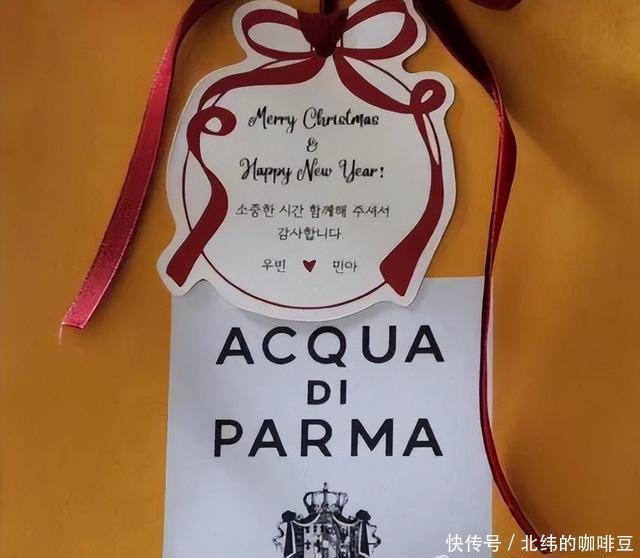 Merry Christmas
&
Happy New Year!
소중한 시간 함께해 주셔서
감사합니다.
우빈 ♥ 민아
ACQUA
DI
PARMA
快传号 / 北纬的咖啡豆